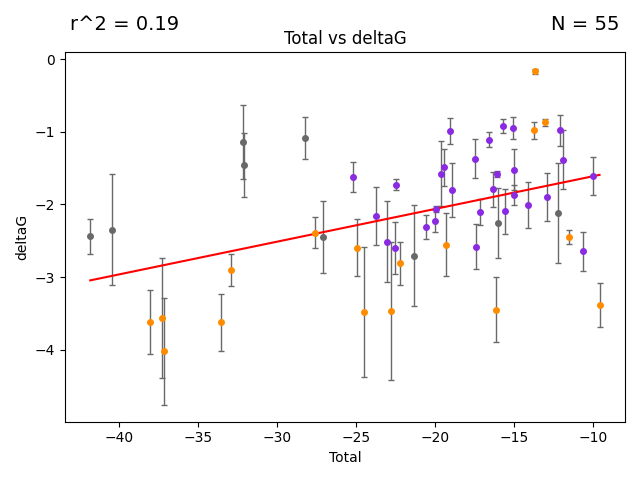 r^2 = 0.19
N = 55
Total vs deltaG
deltaG
0
−1
−2
−3
−4
−40
−35
−30
−25
−20
−15
−10
Total